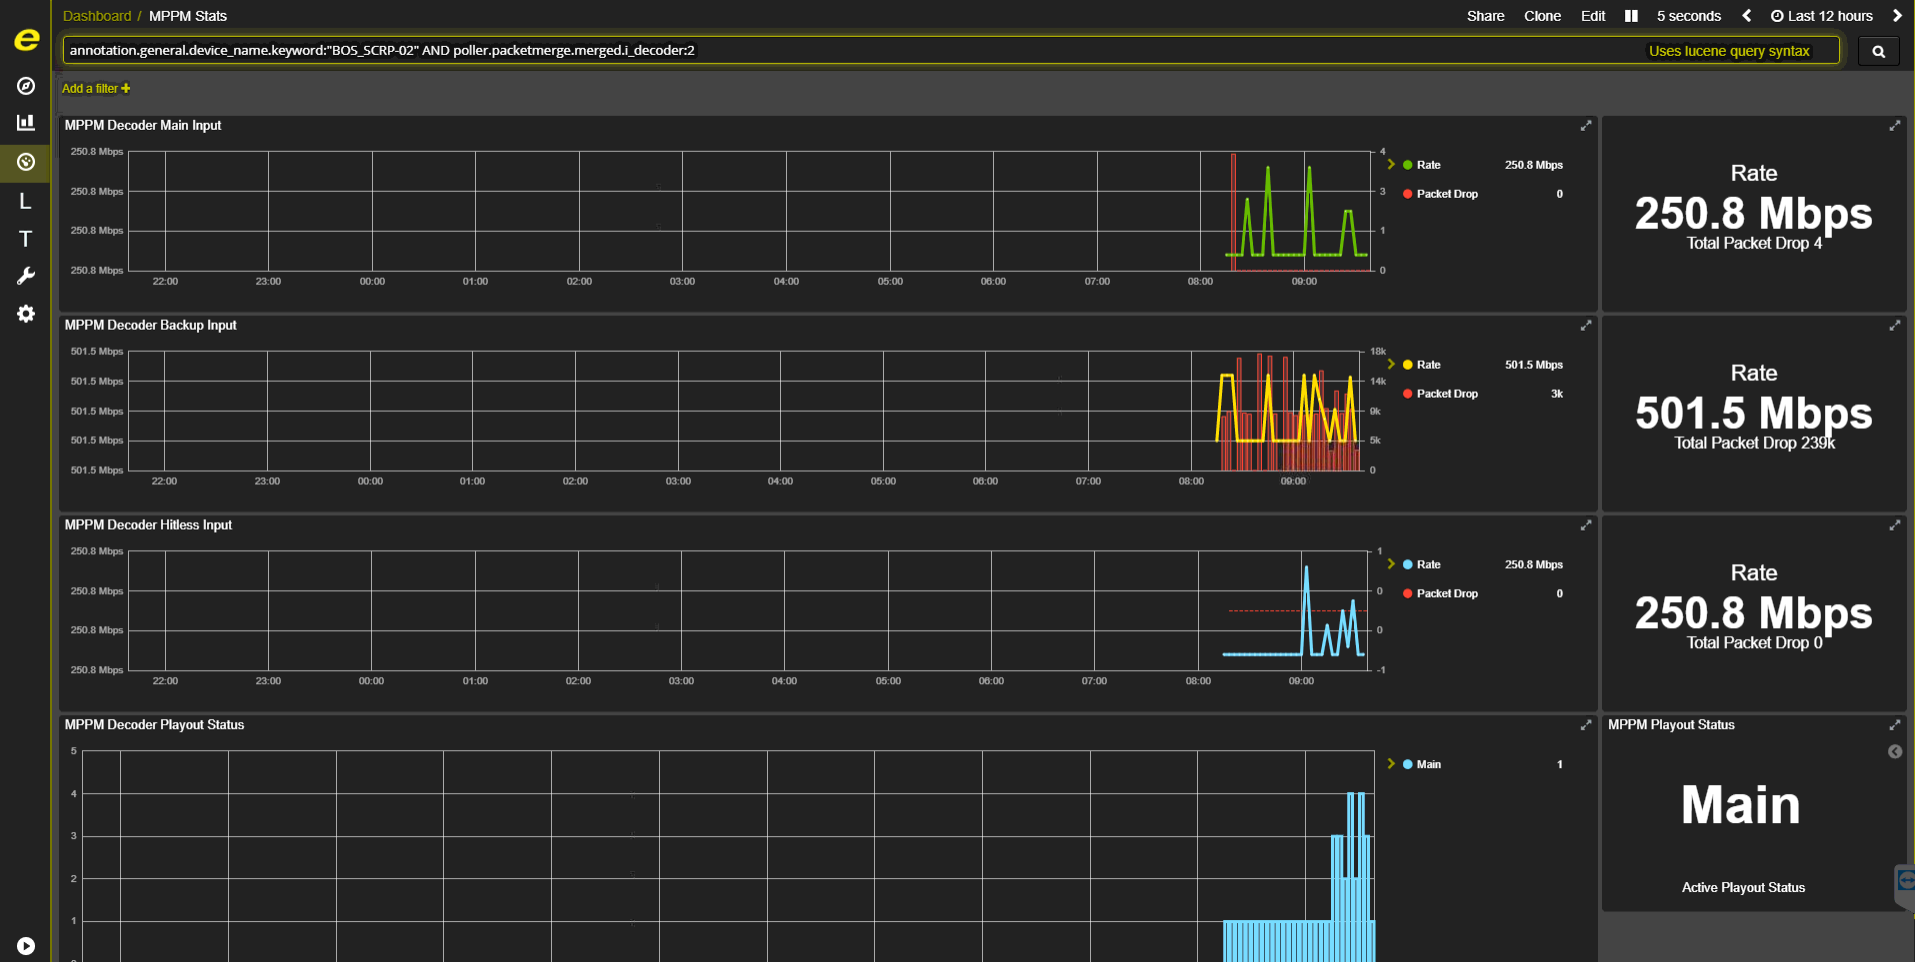 Dashboard / MPPM Stats
Share Clone Edit 5 seconds Last 12 hours
annotation.general.device_name.keyword:"BOS_SCRP-02" AND poller.packetmerge.merged.i_decoder:2
Uses lucene query syntax
Add a filter
L
T
MPPM Decoder Main Input
250.8 Mbps
250.8 Mbps
250.8 Mbps
250.8 Mbps
4
3
1
0
22:00 23:00 00:00 01:00 02:00 03:00 04:00 05:00 06:00 07:00 08:00 09:00
Rate 250.8 Mbps
Packet Drop 0
Rate
250.8 Mbps
Total Packet Drop 4
MPPM Decoder Backup Input
501.5 Mbps
501.5 Mbps
501.5 Mbps
501.5 Mbps
501.5 Mbps
18k
14k
9k
5k
0
22:00 23:00 00:00 01:00 02:00 03:00 04:00 05:00 06:00 07:00 08:00 09:00
Rate 501.5 Mbps
Packet Drop 3k
Rate
501.5 Mbps
Total Packet Drop 239k
MPPM Decoder Hitless Input
250.8 Mbps
250.8 Mbps
250.8 Mbps
250.8 Mbps
1
0
0
-1
22:00 23:00 00:00 01:00 02:00 03:00 04:00 05:00 06:00 07:00 08:00 09:00
Rate 250.8 Mbps
Packet Drop 0
Rate
250.8 Mbps
Total Packet Drop 0
MPPM Decoder Playout Status
5
4
3
2
1
Main 1
MPPM Playout Status
Main
Active Playout Status